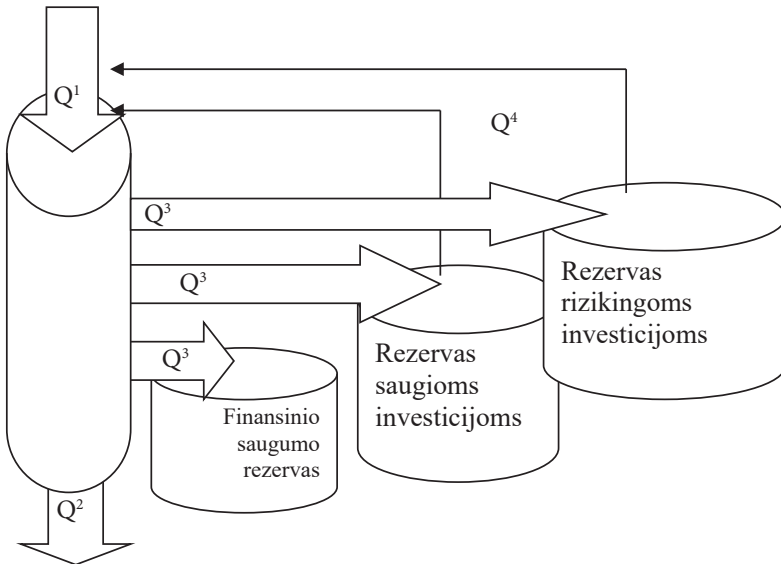 Q¹
Q⁴
Q³
Q³
Rezervas
rizikingoms
investicijoms
Q³
Rezervas
saugioms
investicijoms
Finansinio
saugumo
rezervas
Q²